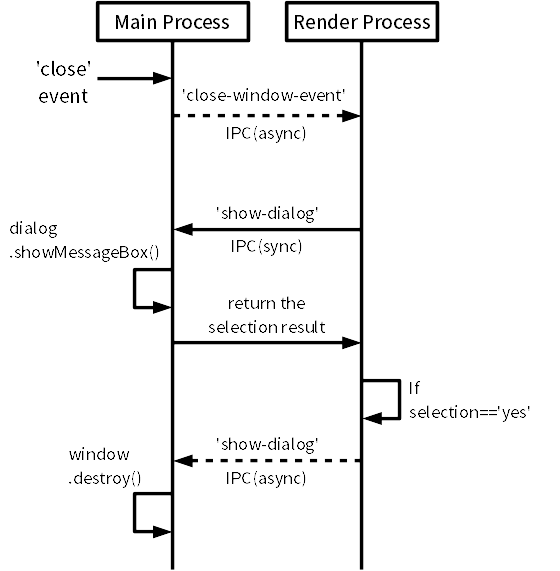 Main Process
Render Process
'close'
event
'close-window-event'
IPC(async)
'show-dialog'
IPC(sync)
dialog
.showMessageBox()
return the
selection result
If
selection=='yes'
'show-dialog'
IPC(async)
window
.destroy()